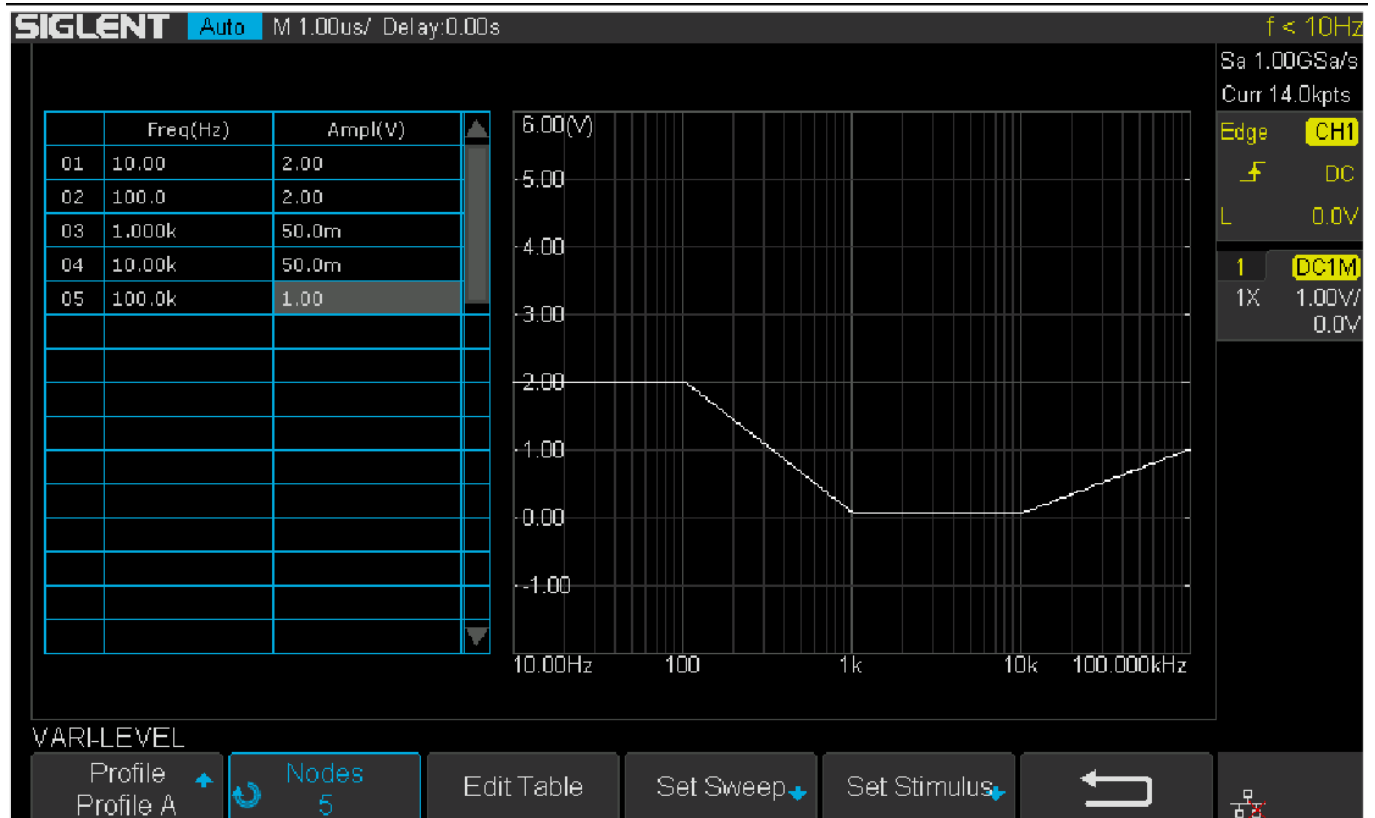 SIGLENT Auto M 1.00us/ Delay:0.00s f < 10Hz
Sa 1.00GSa/s
Curr 14.0kpts
Edge CH1
DC
L 0.0V
1 DC1M
1X 1.00V/
0.0V
Freq(Hz) Ampl(V)
01 10.00 2.00
02 100.0 2.00
03 1.000k 50.0m
04 10.00k 50.0m
05 100.0k 1.00
6.00(V)
5.00
4.00
3.00
2.00
1.00
0.00
-1.00
10.00Hz 100 1k 10k 100.000kHz
VARI-LEVEL
Profile
Profile A
Nodes
5
Edit Table
Set Sweep
Set Stimulus